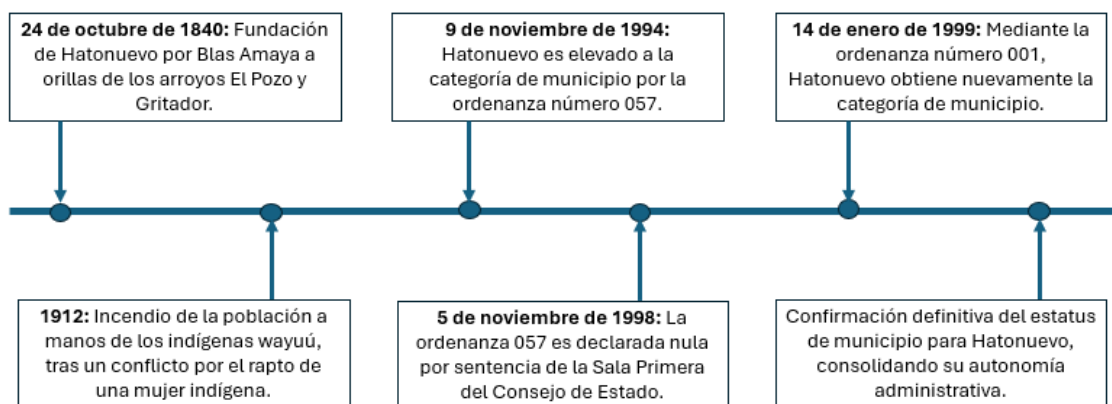 24 de octubre de 1840: Fundación
de Hatonuevo por Blas Amaya a
orillas de los arroyos El Pozo y
Gritador.
9 de noviembre de 1994:
Hatonuevo es elevado a la
categoría de municipio por la
ordenanza número 057.
14 de enero de 1999: Mediante la
ordenanza número 001,
Hatonuevo obtiene nuevamente la
categoría de municipio.
1912: Incendio de la población a
manos de los indígenas wayuú,
tras un conflicto por el rapto de
una mujer indígena.
5 de noviembre de 1998: La
ordenanza 057 es declarada nula
por sentencia de la Sala Primera
del Consejo de Estado.
Confirmación definitiva del estatus
de municipio para Hatonuevo,
consolidando su autonomía
administrativa.